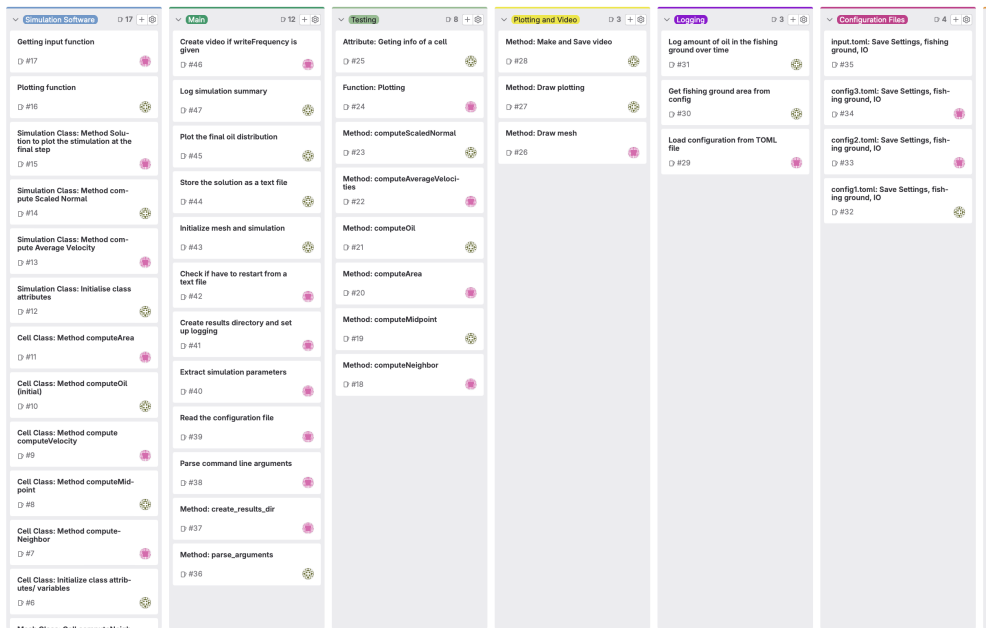 Simulation Software
17
Getting input function
#17
Plotting function
#16
Simulation Class: Method Solu-
tion to plot the stimulation at the
final step
#15
Simulation Class: Method com-
pute Scaled Normal
#14
Simulation Class: Method com-
pute Average Velocity
#13
Simulation Class: Initialise class
attributes
#12
Cell Class: Method computeArea
#11
Cell Class: Method computeOil
(initial)
#10
Cell Class: Method compute
computeVelocity
#9
Cell Class: Method computeMid-
point
#8
Cell Class: Method compute-
Neighbor
#7
Cell Class: Initialize class attrib-
utes/ variables
#6
Main
12
Create video if writeFrequency is
given
#46
Log simulation summary
#47
Plot the final oil distribution
#45
Store the solution as a text file
#44
Initialize mesh and simulation
#43
Check if have to restart from a
text file
#42
Create results directory and set
up logging
#41
Extract simulation parameters
#40
Read the configuration file
#39
Parse command line arguments
#38
Method: create_results_dir
#37
Method: parse_arguments
#36
Testing
8
Attribute: Geting info of a cell
#25
Function: Plotting
#24
Method: computeScaledNormal
#23
Method: computeAverageVeloci-
ties
#22
Method: computeOil
#21
Method: computeArea
#20
Method: computeMidpoint
#19
Method: computeNeighbor
#18
Plotting and Video
3
Method: Make and Save video
#28
Method: Draw plotting
#27
Method: Draw mesh
#26
Logging
3
Log amount of oil in the fishing
ground over time
#31
Get fishing ground area from
config
#30
Load configuration from TOML
file
#29
Configuration Files
4
input.toml: Save Settings, fishing
ground, IO
#35
config3.toml: Save Settings, fish-
ing ground, IO
#34
config2.toml: Save Settings, fish-
ing ground, IO
#33
config1.toml: Save Settings, fish-
ing ground, IO
#32